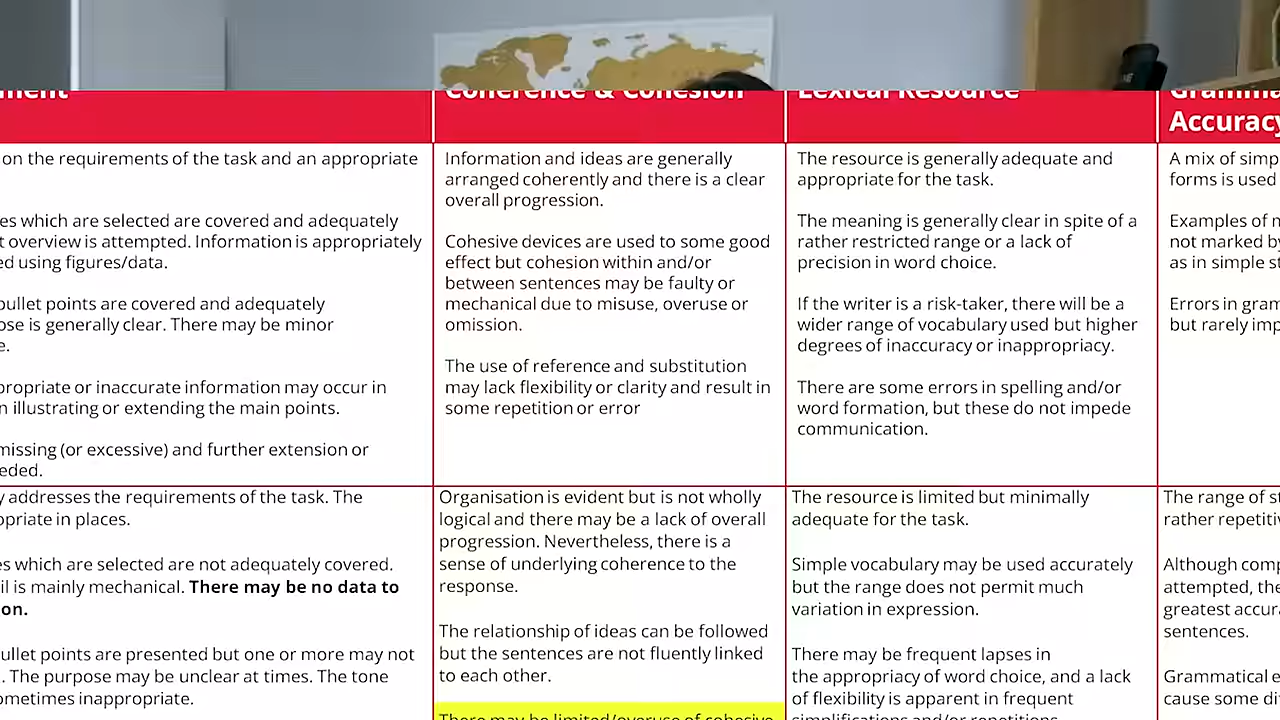 Coherence & Cohesion
Lexical Resource
Accuracy
on the requirements of the task and an appropriate
es which are selected are covered and adequately
t overview is attempted. Information is appropriately
ed using figures/data.
bullet points are covered and adequately
ose is generally clear. There may be minor
e.
propriate or inaccurate information may occur in
n illustrating or extending the main points.
missing (or excessive) and further extension or
eded.
Information and ideas are generally
arranged coherently and there is a clear
overall progression.
Cohesive devices are used to some good
effect but cohesion within and/or
between sentences may be faulty or
mechanical due to misuse, overuse or
omission.
The use of reference and substitution
may lack flexibility or clarity and result in
some repetition or error
The resource is generally adequate and
appropriate for the task.
The meaning is generally clear in spite of a
rather restricted range or a lack of
precision in word choice.
If the writer is a risk-taker, there will be a
wider range of vocabulary used but higher
degrees of inaccuracy or inappropriacy.
There are some errors in spelling and/or
word formation, but these do not impede
communication.
A mix of simp
forms is used
Examples of m
not marked by
as in simple st
Errors in gram
but rarely imp
y addresses the requirements of the task. The
opriate in places.
es which are selected are not adequately covered.
il is mainly mechanical. There may be no data to
on.
ullet points are presented but one or more may not
. The purpose may be unclear at times. The tone
ometimes inappropriate.
Organisation is evident but is not wholly
logical and there may be a lack of overall
progression. Nevertheless, there is a
sense of underlying coherence to the
response.
The relationship of ideas can be followed
but the sentences are not fluently linked
to each other.
There may be limited/overuse of cohesive
The resource is limited but minimally
adequate for the task.
Simple vocabulary may be used accurately
but the range does not permit much
variation in expression.
There may be frequent lapses in
the appropriacy of word choice, and a lack
of flexibility is apparent in frequent
simplifications and/or repetitions.
The range of st
rather repetitiv
Although comp
attempted, the
greatest accura
sentences.
Grammatical e
cause some di